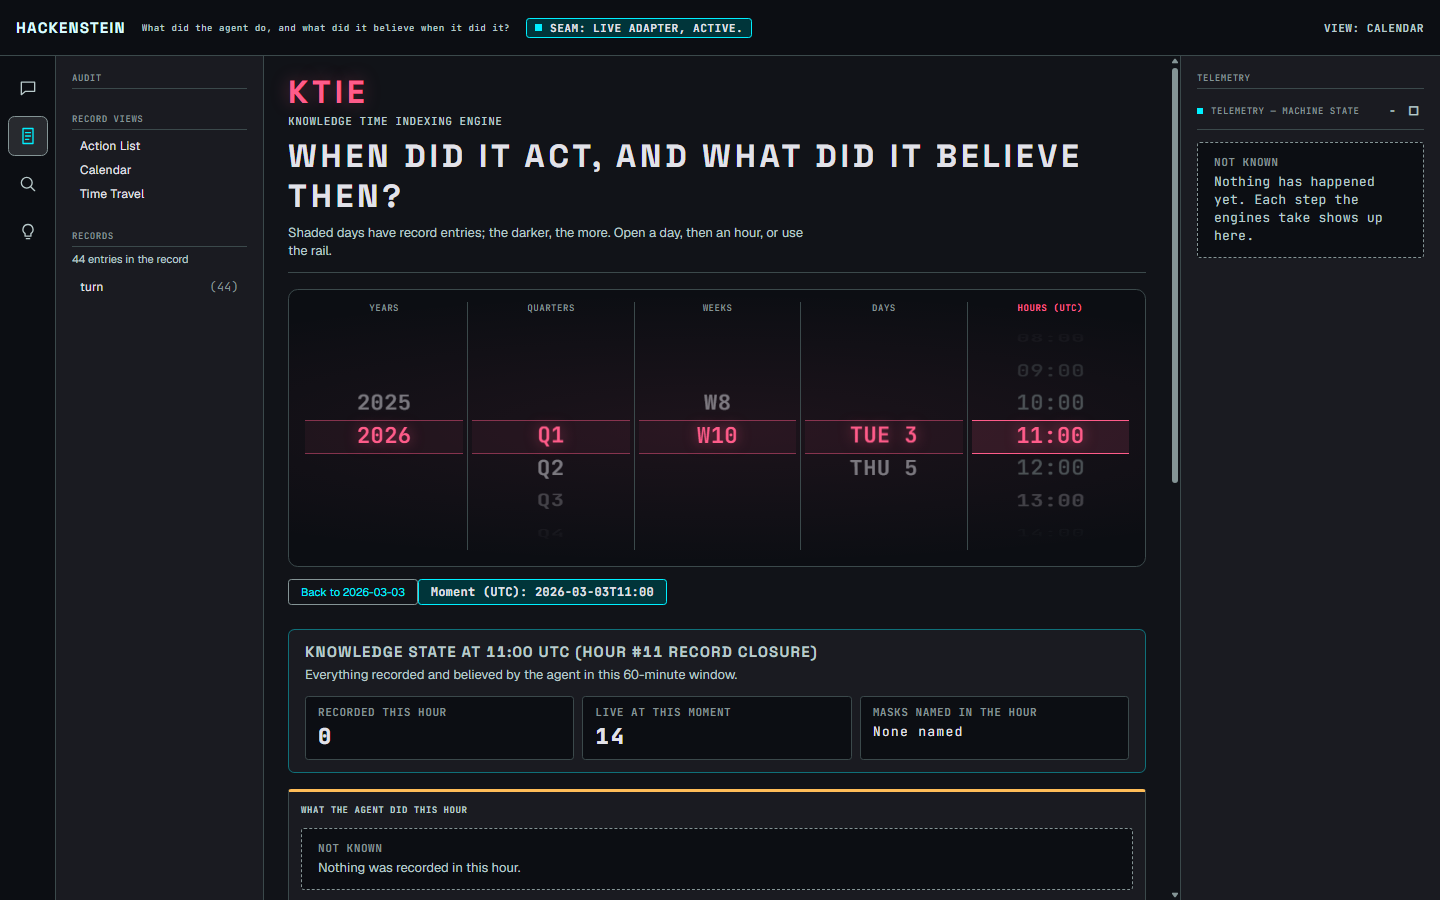 HACKENSTEIN
What did the agent do, and what did it believe when it did it?
SEAM: LIVE ADAPTER, ACTIVE.
VIEW: CALENDAR
AUDIT
RECORD VIEWS
Action List
Calendar
Time Travel
RECORDS
44 entries in the record
turn (44)
KTIE
KNOWLEDGE TIME INDEXING ENGINE
WHEN DID IT ACT, AND WHAT DID IT BELIEVE
THEN?
Shaded days have record entries; the darker, the more. Open a day, then an hour, or use
the rail.
YEARS QUARTERS WEEKS DAYS HOURS (UTC)
08:00
09:00
2025 W8 10:00
2026 Q1 W10 TUE 3 11:00
Q2 THU 5 12:00
Q3 13:00
Q4 14:00
Back to 2026-03-03
Moment (UTC): 2026-03-03T11:00
KNOWLEDGE STATE AT 11:00 UTC (HOUR #11 RECORD CLOSURE)
Everything recorded and believed by the agent in this 60-minute window.
RECORDED THIS HOUR
0
LIVE AT THIS MOMENT
14
MASKS NAMED IN THE HOUR
None named
WHAT THE AGENT DID THIS HOUR
NOT KNOWN
Nothing was recorded in this hour.
TELEMETRY
TELEMETRY — MACHINE STATE
NOT KNOWN
Nothing has happened
yet. Each step the
engines take shows up
here.